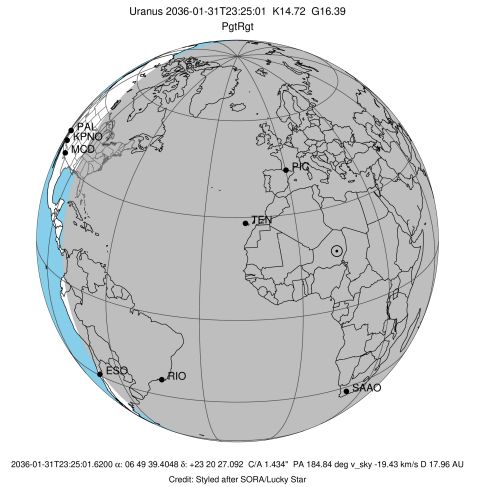 Uranus 2036-01-31T23:25:01 K14.72 G16.39
PgtRgt
PAL
KPNO
MCD
PIC
TEN
ESO
RIO
SAAO
2036-01-31T23:25:01.6200 α: 06 49 39.4048 δ: +23 20 27.092 C/A 1.434" PA 184.84 deg v_sky -19.43 km/s D 17.96 AU
Credit: Styled after SORA/Lucky Star